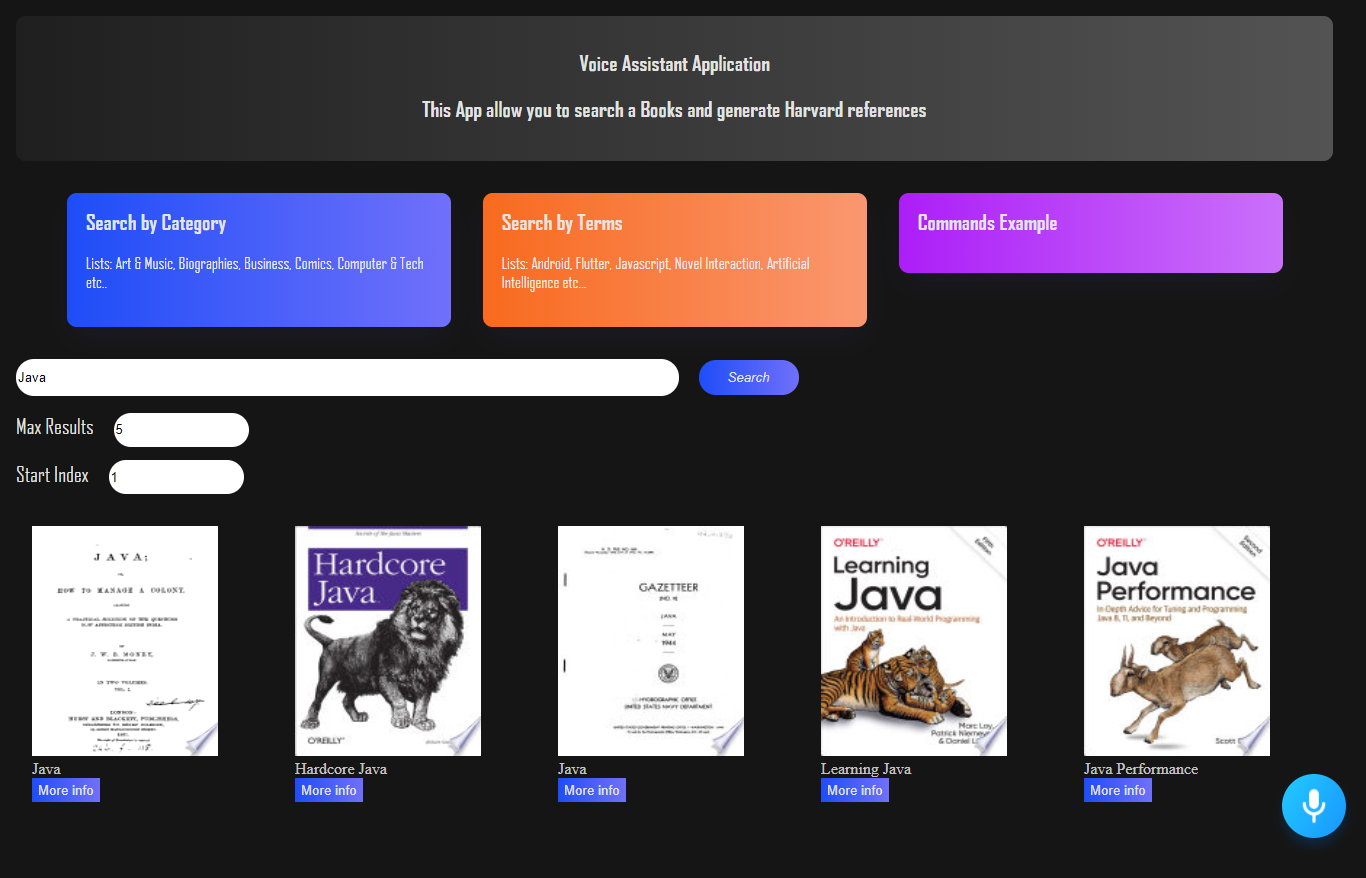 Voice Assistant Application
This App allow you to search a Books and generate Harvard references
Search by Category
Lists: Art & Music, Biographies, Business, Comics, Computer & Tech
etc..
Search by Terms
Lists: Android, Flutter, Javascript, Novel Interaction, Artificial
Intelligence etc...
Commands Example
Java
Search
Max Results
5
Start Index
1
JAVA;
HOW TO MANAGE A COLONY.
BY
J. W. B. MONEY,
IN TWO VOLUMES.
VOL. I.
LONDON:
HURST AND BLACKETT, PUBLISHERS,
Java
More info
Hardcore
Java
O'REILLY
Hardcore Java
More info
GAZETTEER
JAVA
MAY
1944
HYDROGRAPHIC OFFICE
UNITED STATES NAVY DEPARTMENT
Java
More info
O'REILLY
Fifth
Edition
Learning
Java
An Introduction to Real-World Programming
with Java
Marc Loy,
Patrick Niemeye
& Daniel L
Learning Java
More info
O'REILLY
Second
Edition
Java
Performance
In-Depth Advice for Tuning and Programming
Java 8, 11, and Beyond
Scott
Java Performance
More info